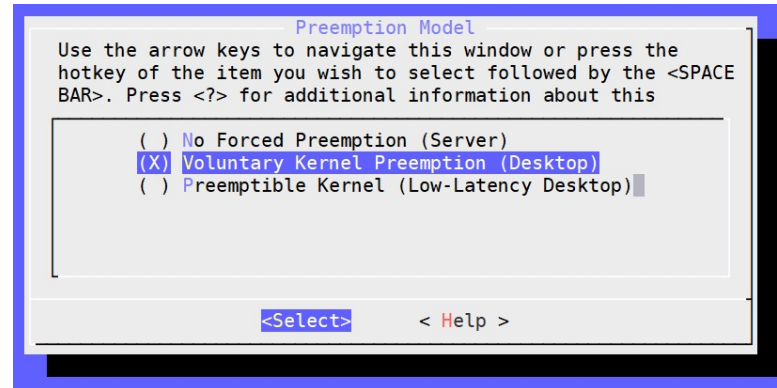 Preemption Model
Use the arrow keys to navigate this window or press the
hotkey of the item you wish to select followed by the <SPACE
BAR>. Press <?> for additional information about this
( ) No Forced Preemption (Server)
(X) Voluntary Kernel Preemption (Desktop)
( ) Preemptible Kernel (Low-Latency Desktop)
<Select> < Help >